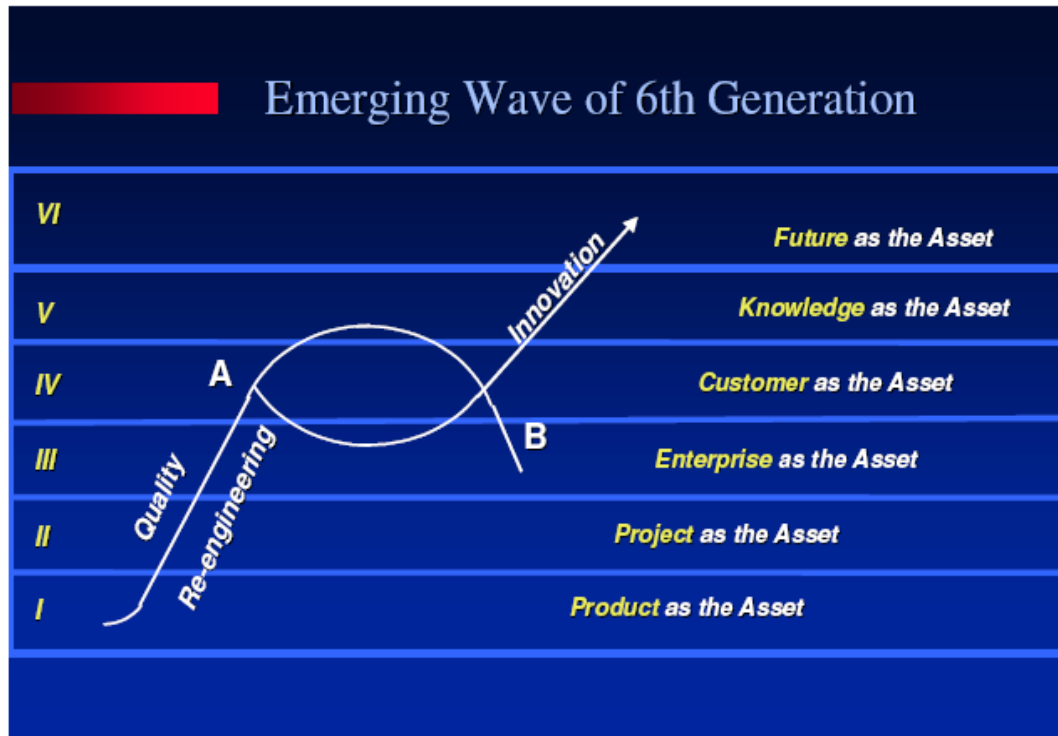 Emerging Wave of 6th Generation
VI
Future as the Asset
Innovation
V
Knowledge as the Asset
A
IV
Customer as the Asset
B
III
Enterprise as the Asset
Quality
Re-engineering
II
Project as the Asset
I
Product as the Asset